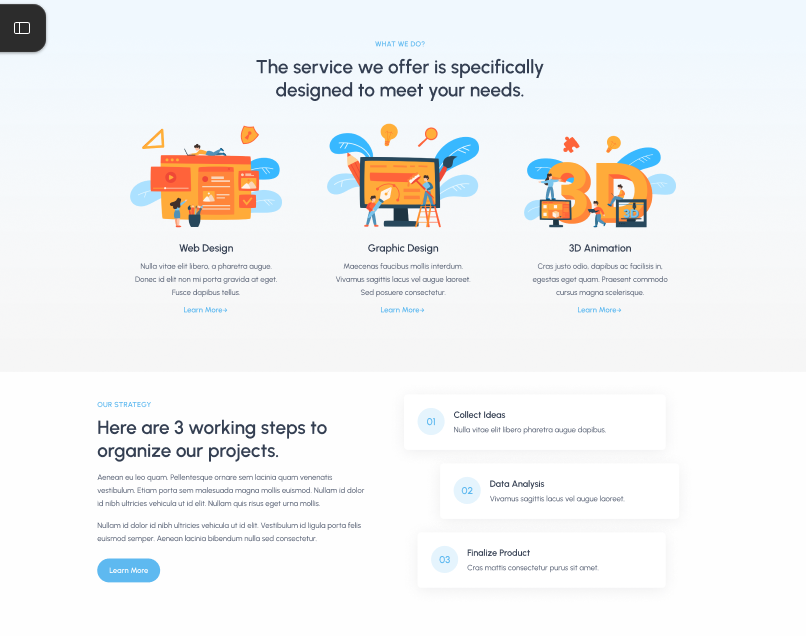 WHAT WE DO?
The service we offer is specifically
designed to meet your needs.
3D
3D
Web Design
Nulla vitae elit libero, a pharetra augue.
Donec id elit non mi porta gravida at eget.
Fusce dapibus tellus.
Learn More→
Graphic Design
Maecenas faucibus mollis interdum.
Vivamus sagittis lacus vel augue laoreet.
Sed posuere consectetur.
Learn More→
3D Animation
Cras justo odio, dapibus ac facilisis in,
egestas eget quam. Praesent commodo
cursus magna scelerisque.
Learn More→
OUR STRATEGY
Here are 3 working steps to
organize our projects.
Aenean eu leo quam. Pellentesque ornare sem lacinia quam venenatis
vestibulum. Etiam porta sem malesuada magna mollis euismod. Nullam id dolor
id nibh ultricies vehicula ut id elit. Nullam quis risus eget urna mollis.
Nullam id dolor id nibh ultricies vehicula ut id elit. Vestibulum id ligula porta felis
euismod semper. Aenean lacinia bibendum nulla sed consectetur.
Learn More
01
Collect Ideas
Nulla vitae elit libero pharetra augue dapibus.
02
Data Analysis
Vivamus sagittis lacus vel augue laoreet.
03
Finalize Product
Cras mattis consectetur purus sit amet.